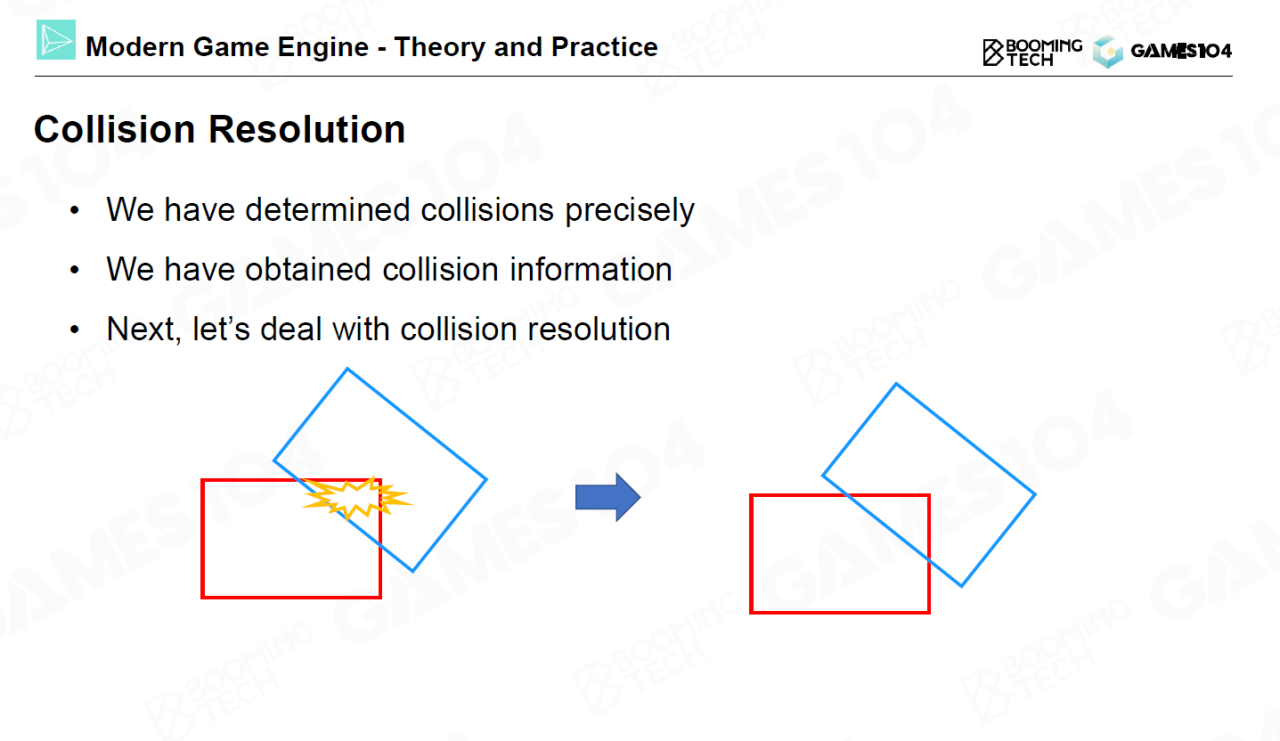 Modern Game Engine - Theory and Practice
BOOMING
TECH
GAMES104
Collision Resolution
• We have determined collisions precisely
• We have obtained collision information
• Next, let’s deal with collision resolution